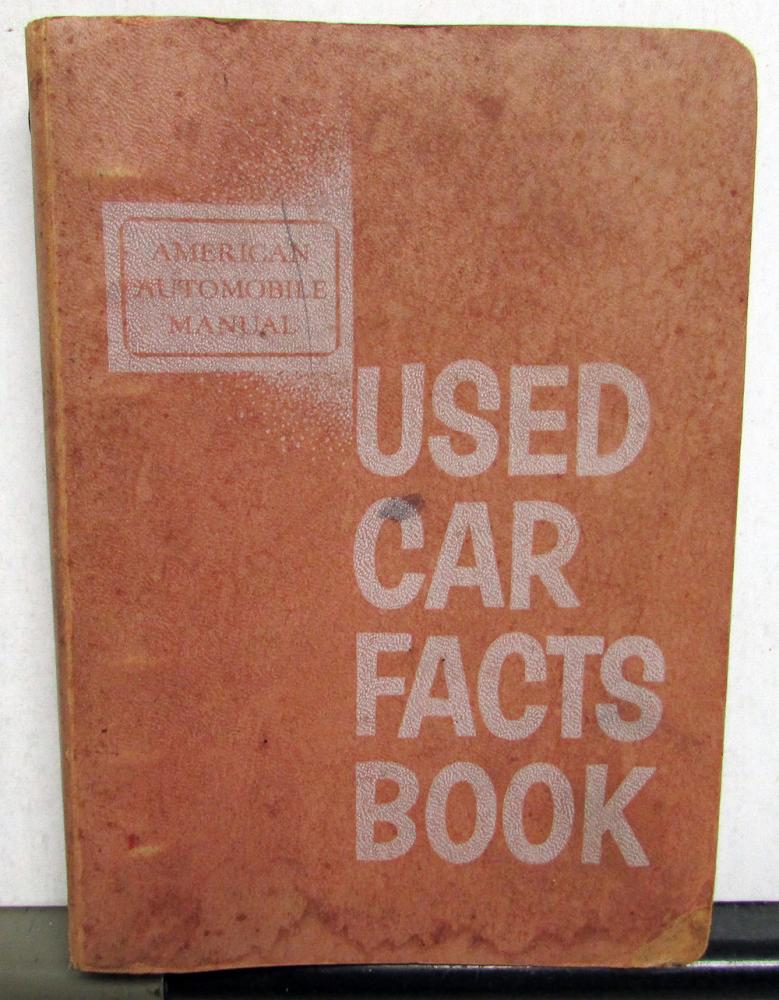 AMERICAN
AUTOMOBILE
MANUAL
USED
CAR
FACTS
BOOK